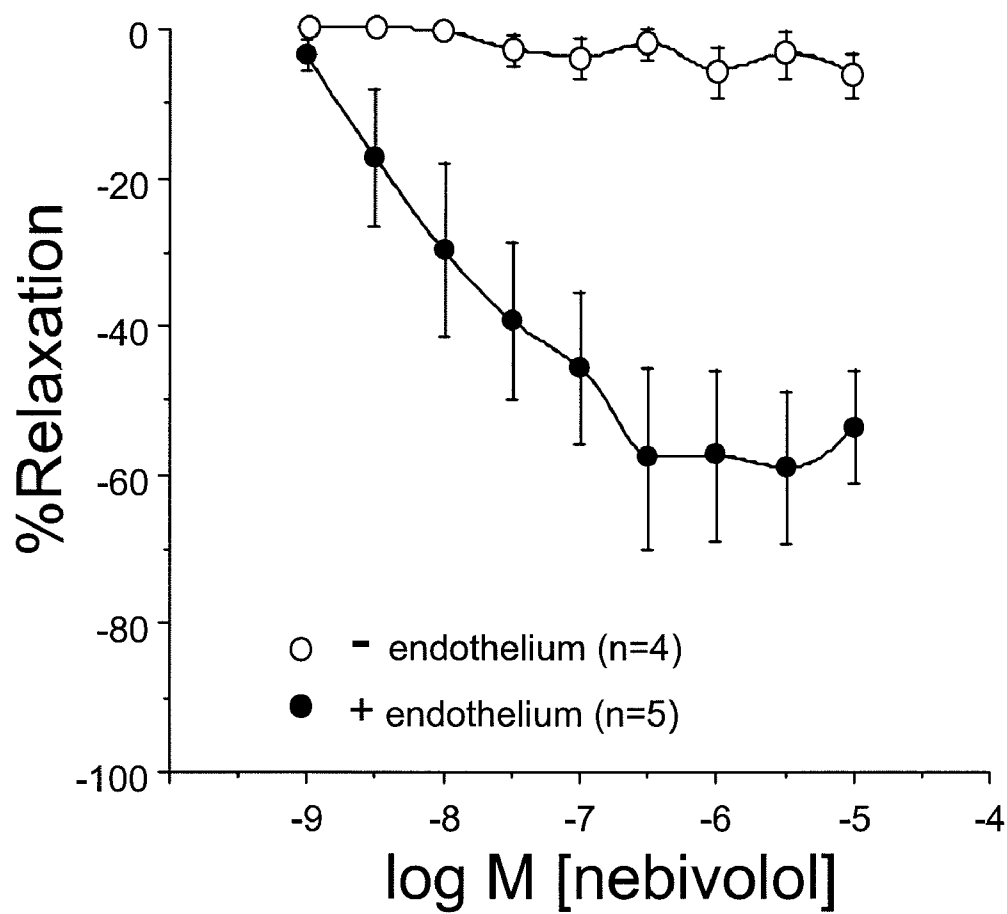 0
-20
-40
-60
-80
-100
%Relaxation
- endothelium (n=4)
+ endothelium (n=5)
-9 -8 -7 -6 -5 -4
log M [nebivolol]